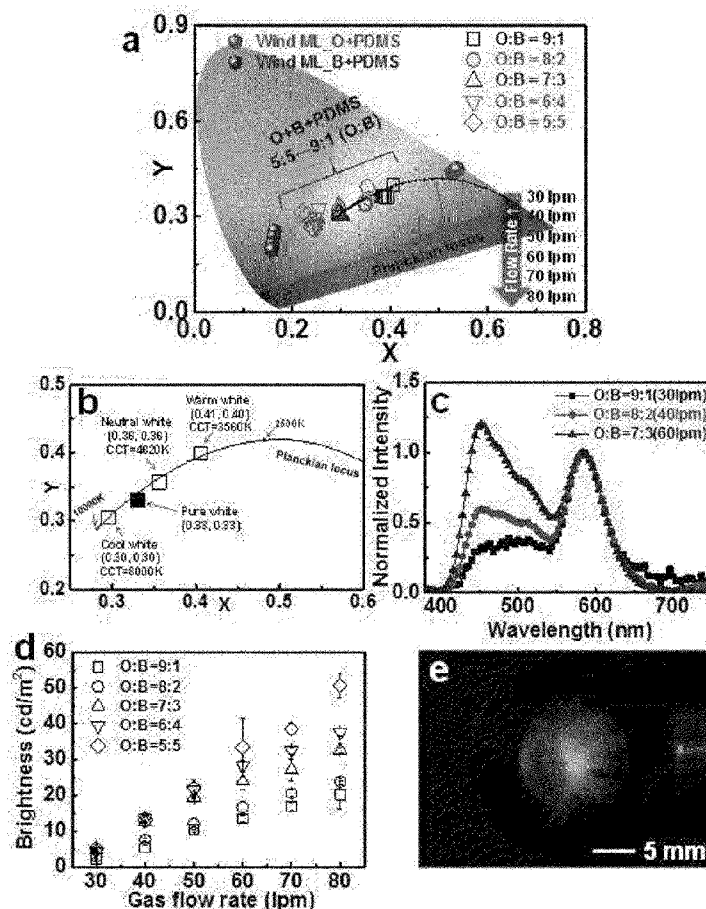 a
Wind ML_O+PDMS
Wind ML_B+PDMS
O:B = 9:1
O:B = 8:2
O:B = 7:3
O:B = 6:4
O:B = 5:5
O+B+PDMS
5:5---9:1 (O:B)
Planckian locus
Flow Rate
30 lpm
40 lpm
50 lpm
60 lpm
70 lpm
80 lpm
0.9
0.6
0.3
0.0
Y
0.0 0.2 0.4 0.6 0.8
X
b
Warm white
(0.41, 0.40)
CCT=3560K
Neutral white
(0.36, 0.36)
2500K
Planckian locus
10000K
Pure white
(0.33, 0.33)
Cool white
(0.30, 0.30)
CCT=8000K
0.5
0.4
0.3
0.2
Y
0.3 0.4 0.5 0.6
X
c
O:B=9:1(30lpm)
O:B=8:2(40lpm)
O:B=7:3(60lpm)
1.5
1.0
0.5
0.0
Normalized Intensity
400 500 600 700
Wavelength (nm)
d
O:B=9:1
O:B=8:2
O:B=7:3
O:B=6:4
O:B=5:5
60
50
40
30
20
10
0
Brightness (cd/m²)
30 40 50 60 70 80
Gas flow rate (lpm)
e
5 mm